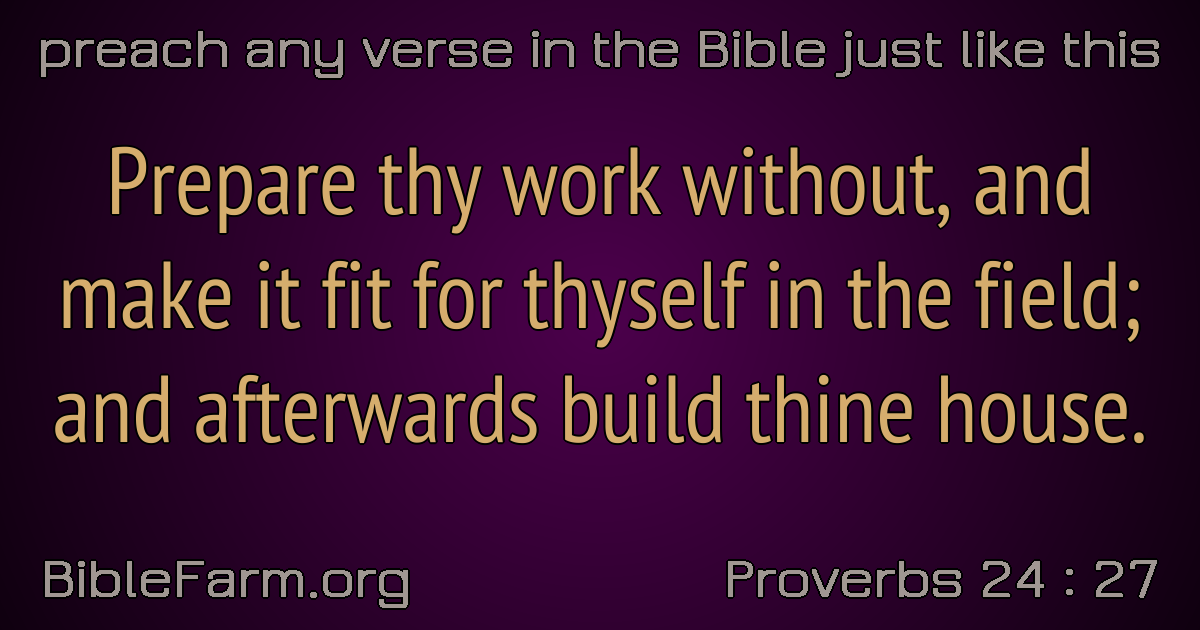 preach any verse in the Bible just like this
Prepare thy work without, and
make it fit for thyself in the field;
and afterwards build thine house.
BibleFarm.org
Proverbs 24 : 27